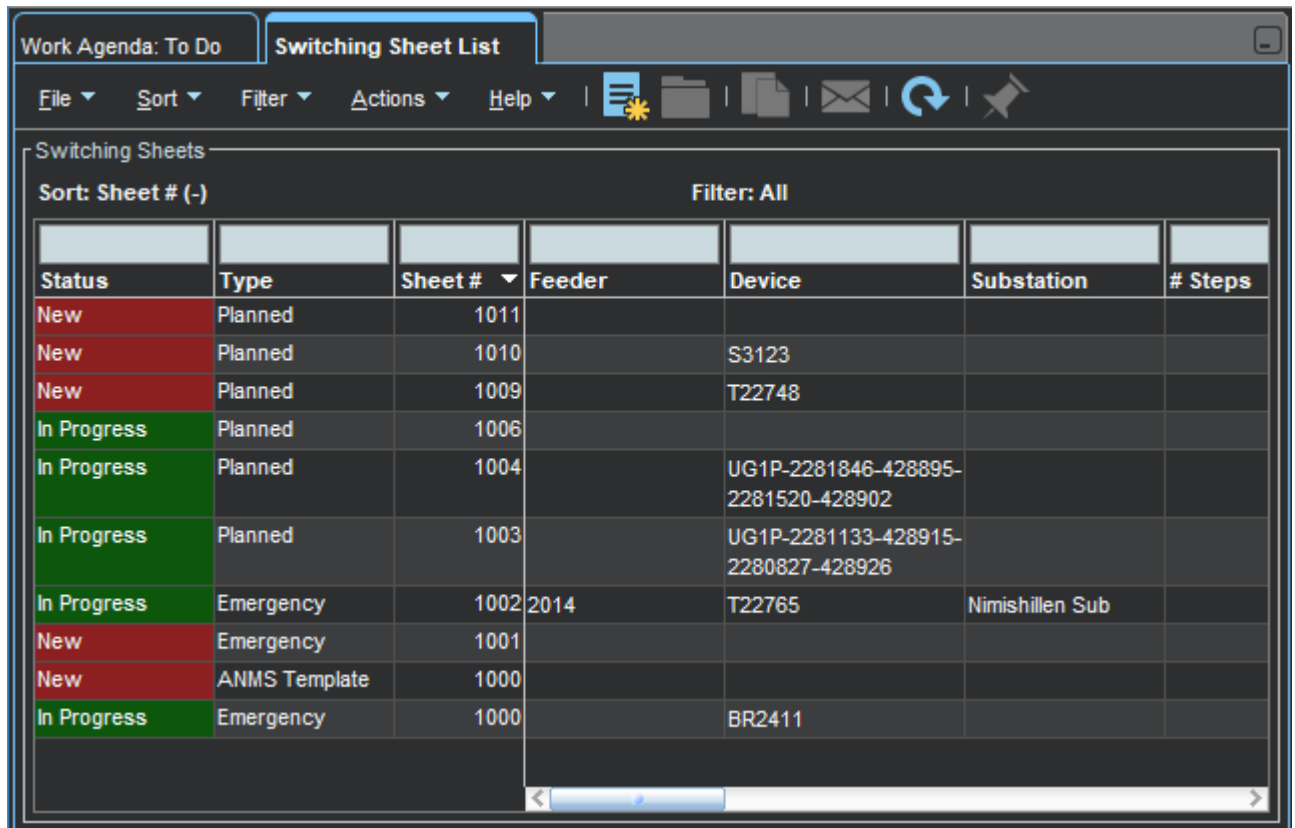 Work Agenda: To Do Switching Sheet List
File Sort Filter Actions Help
Switching Sheets
Sort: Sheet # (-) Filter: All
Status Type Sheet # Feeder Device Substation # Steps
New Planned 1011
New Planned 1010 S3123
New Planned 1009 T22748
In Progress Planned 1006
In Progress Planned 1004 UG1P-2281846-428895-
2281520-428902
In Progress Planned 1003 UG1P-2281133-428915-
2280827-428926
In Progress Emergency 1002 2014 T22765 Nimishillen Sub
New Emergency 1001
New ANMS Template 1000
In Progress Emergency 1000 BR2411